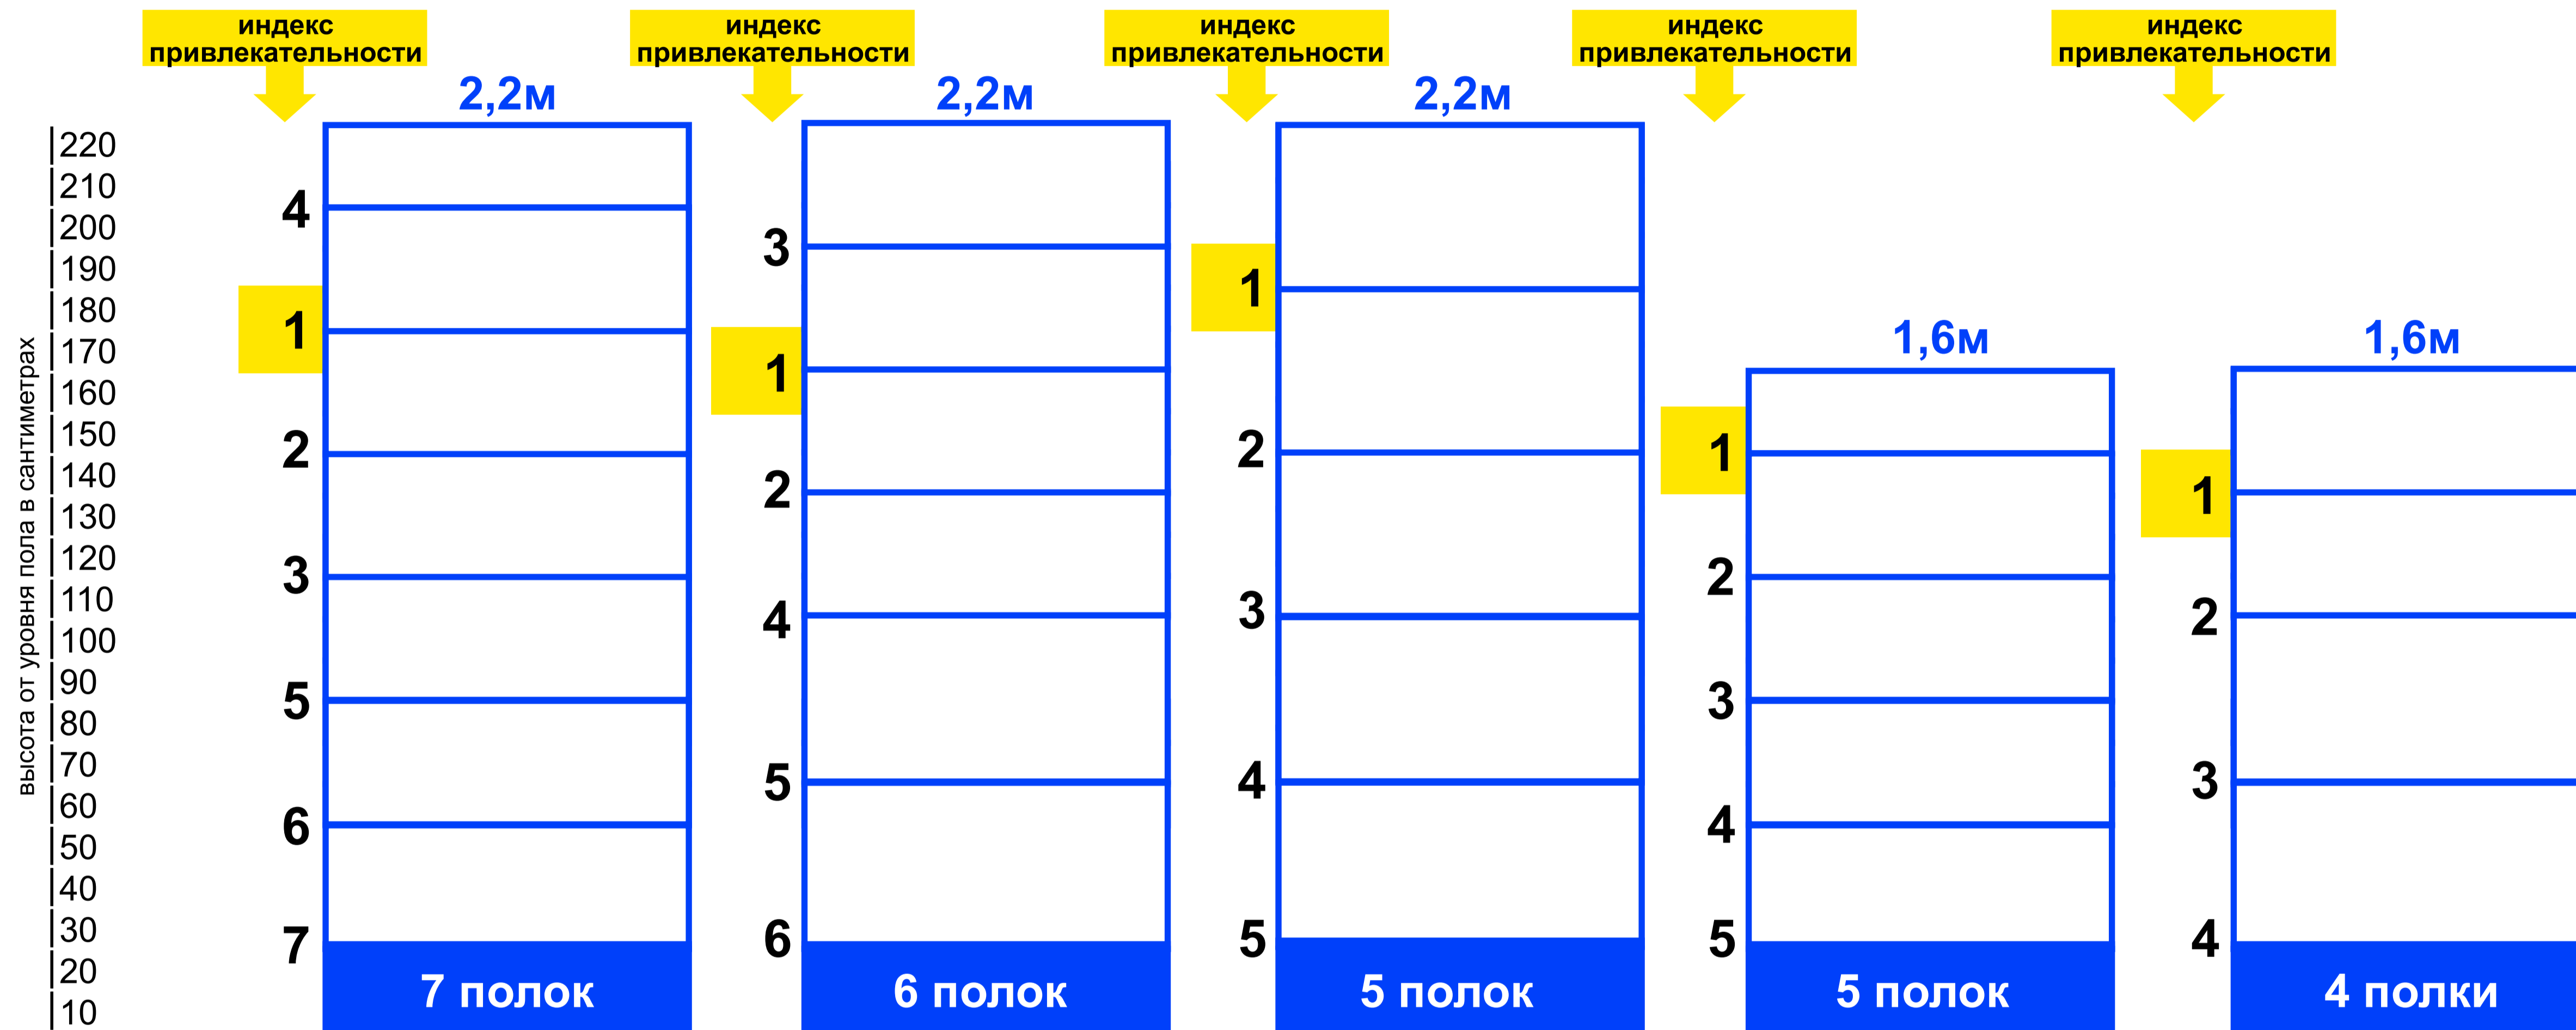 индекс
привлекательности
индекс
привлекательности
индекс
привлекательности
индекс
привлекательности
индекс
привлекательности
2,2м
2,2м
2,2м
1,6м
1,6м
высота от уровня пола в сантиметрах
220
210
200
190
180
170
160
150
140
130
120
110
100
90
80
70
60
50
40
30
20
10
4
1
2
3
5
6
7
7 полок
3
1
2
4
5
6
6 полок
1
2
3
4
5
5 полок
1
2
3
4
5
5 полок
1
2
3
4
4 полки